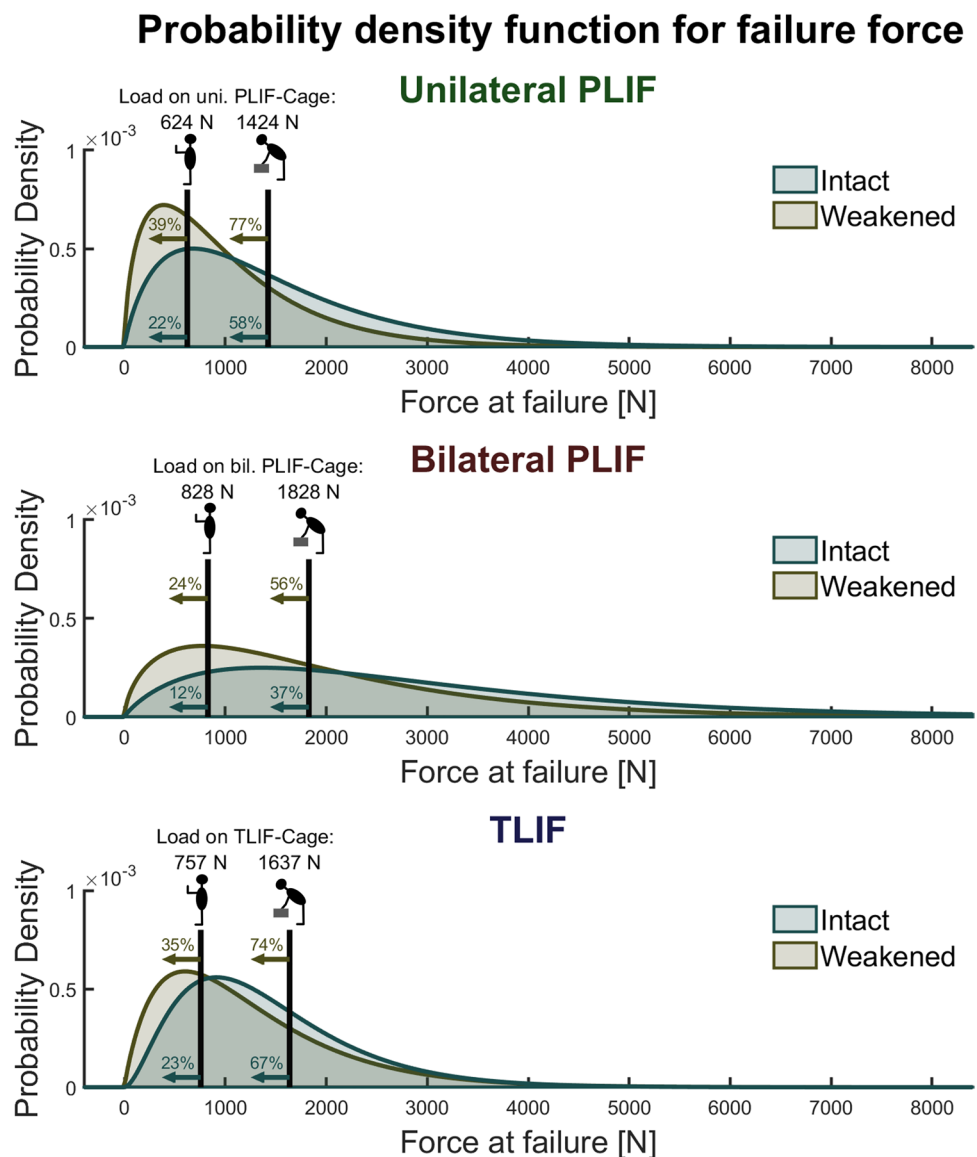 Probability density function for failure force
Unilateral PLIF
Load on uni. PLIF-Cage:
624 N 1424 N
×10⁻³
1
0.5
0
Probability Density
39% 77%
22% 58%
Intact
Weakened
0 1000 2000 3000 4000 5000 6000 7000 8000
Force at failure [N]
Bilateral PLIF
Load on bil. PLIF-Cage:
828 N 1828 N
×10⁻³
1
0.5
0
Probability Density
24% 56%
12% 37%
Intact
Weakened
0 1000 2000 3000 4000 5000 6000 7000 8000
Force at failure [N]
TLIF
Load on TLIF-Cage:
757 N 1637 N
×10⁻³
1
0.5
0
Probability Density
35% 74%
23% 67%
Intact
Weakened
0 1000 2000 3000 4000 5000 6000 7000 8000
Force at failure [N]